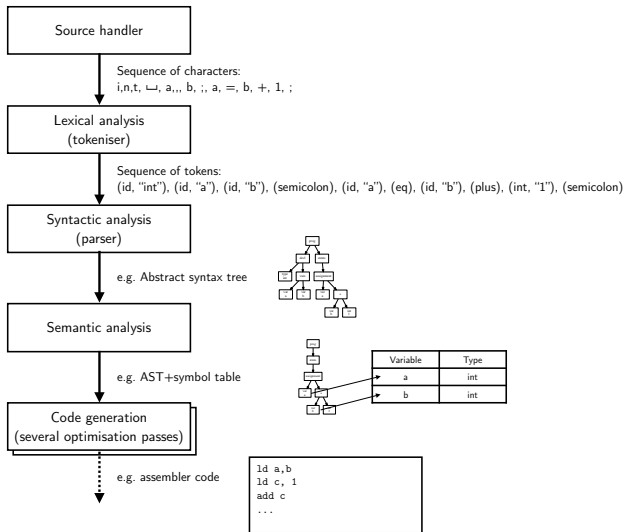 Source handler
Sequence of characters:
i,n,t, ⌴, a,,, b, ;, a, =, b, +, 1, ;
Lexical analysis
(tokeniser)
Sequence of tokens:
(id, “int”), (id, “a”), (id, “b”), (semicolon), (id, “a”), (eq), (id, “b”), (plus), (int, “1”), (semicolon)
Syntactic analysis
(parser)
e.g. Abstract syntax tree
Semantic analysis
e.g. AST+symbol table
Variable Type
a int
b int
Code generation
(several optimisation passes)
e.g. assembler code
ld a,b
ld c, 1
add c
...